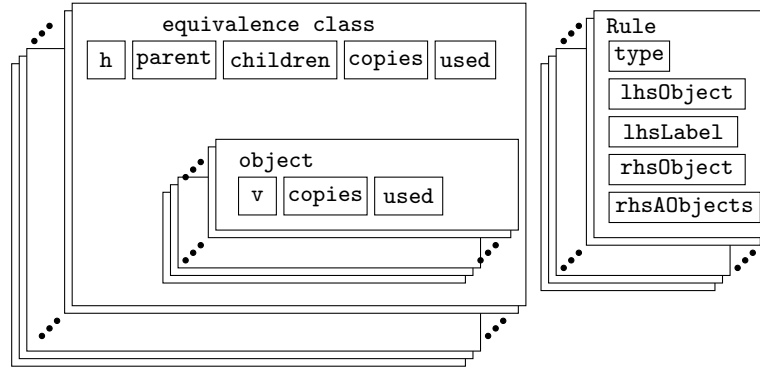 equivalence class
h parent children copies used
object
v copies used
Rule
type
lhsObject
lhsLabel
rhsObject
rhsAObjects